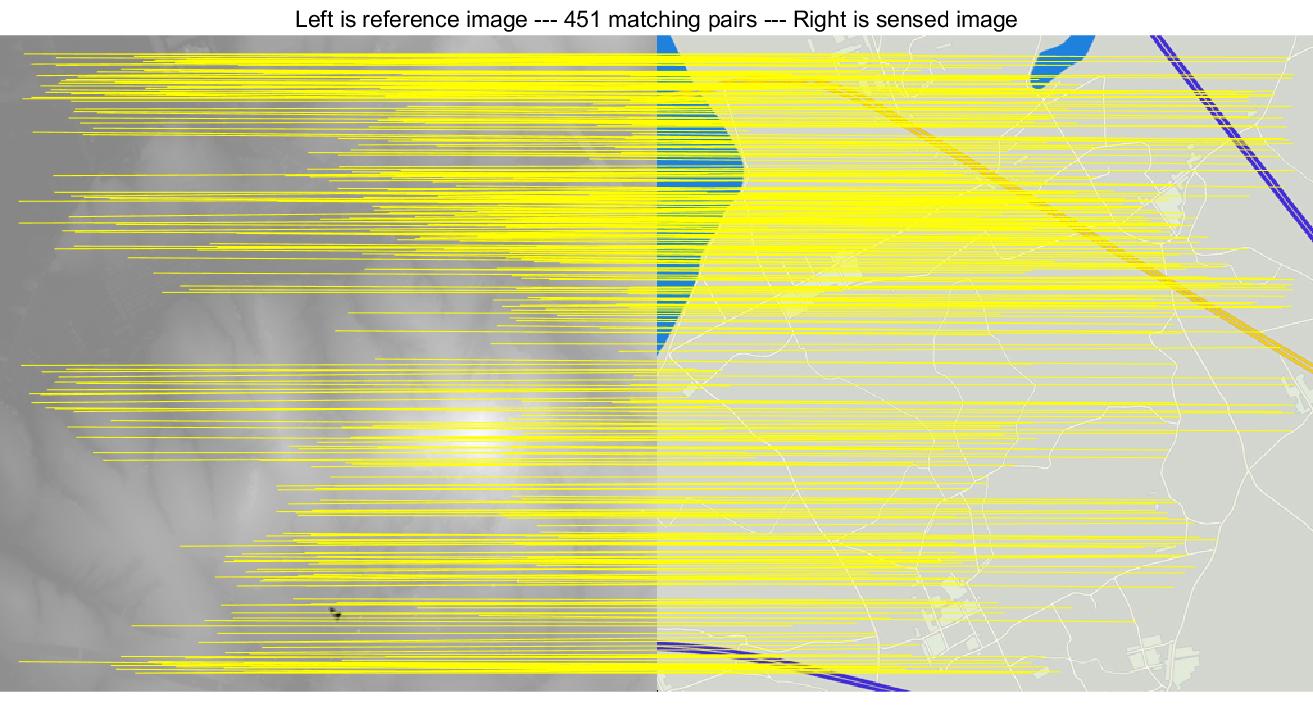 Left is reference image --- 451 matching pairs --- Right is sensed image